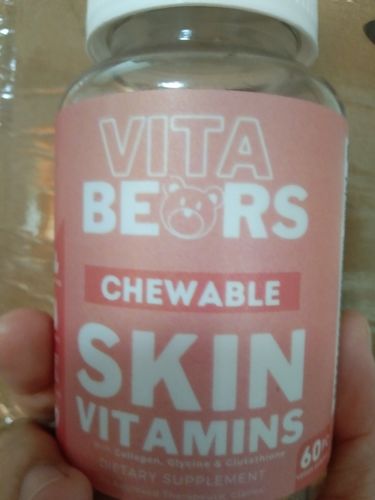 VITA
BEARS
CHEWABLE
SKIN
VITAMINS
Collagen, Glycine & Glutathione
DIETARY SUPPLEMENT
60